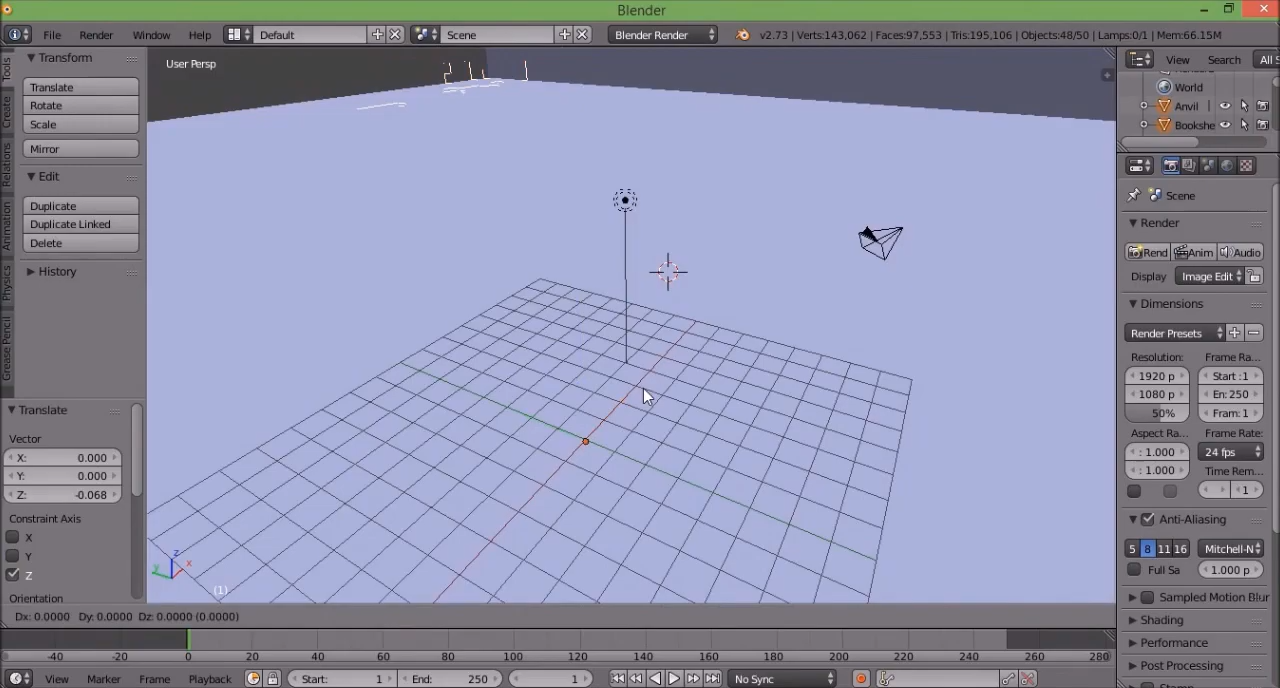 Blender
File Render Window Help Default Scene Blender Render v2.73 | Verts:143,062 | Faces:97,553 | Tris:195,106 | Objects:48/50 | Lamps:0/1 | Mem:66.15M
Tools
Create
Relations
Animation
Physics
Grease Pencil
Transform
Translate
Rotate
Scale
Mirror
Edit
Duplicate
Duplicate Linked
Delete
History
Translate
Vector
X: 0.000
Y: 0.000
Z: -0.068
Constraint Axis
X
Y
Z
Orientation
User Persp
z
y
x
(1)
Dx: 0.0000 Dy: 0.0000 Dz: 0.0000 (0.0000)
View Search All S
World
Anvil
Bookshe
Scene
Render
Rend Anim Audio
Display Image Edit
Dimensions
Render Presets
Resolution: Frame Ra...
1920 p Start :1
1080 p En: 250
50% Fram: 1
Aspect Ra... Frame Rate:
: 1.000 24 fps
: 1.000 Time Rem...
1
Anti-Aliasing
5 8 11 16 Mitchell-N
Full Sa 1.000 p
Sampled Motion Blur
Shading
Performance
Post Processing
-40 -20 0 20 40 60 80 100 120 140 160 180 200 220 240 260 280
View Marker Frame Playback Start: 1 End: 250 1 No Sync